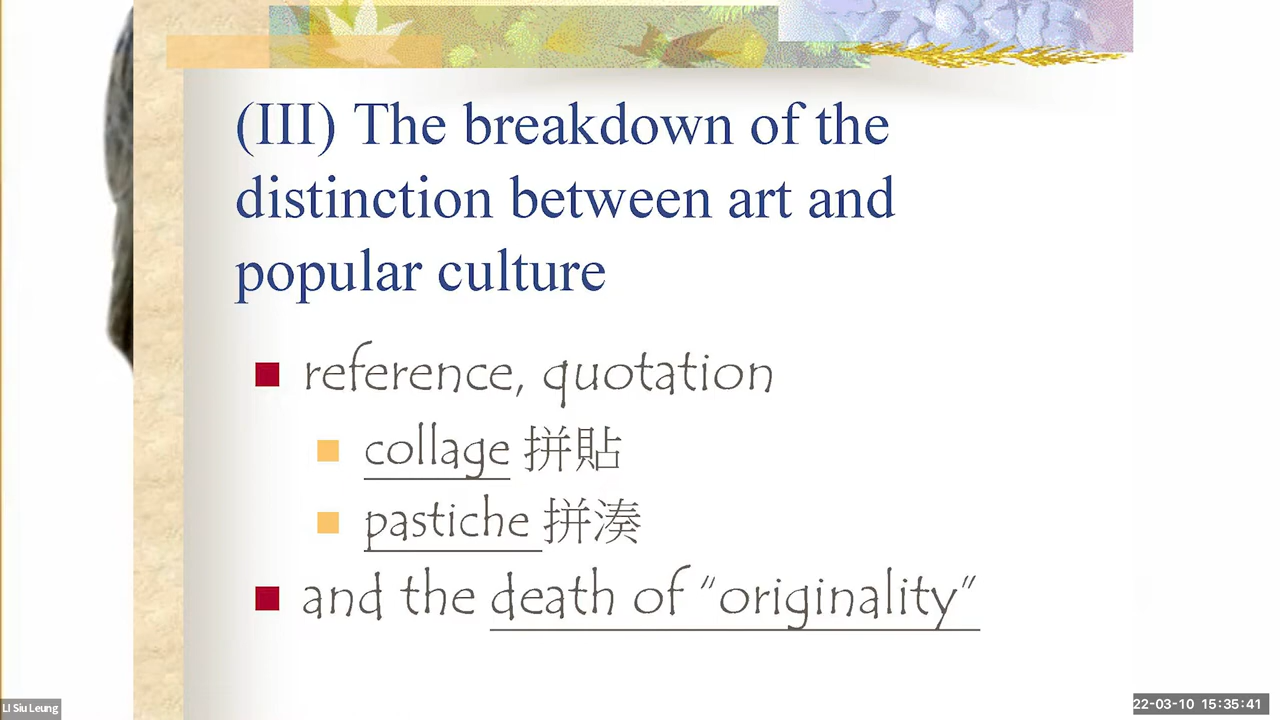 (III) The breakdown of the
distinction between art and
popular culture
reference, quotation
collage 拼貼
pastiche 拼湊
and the death of “originality”
LI Siu Leung
22-03-10 15:35:41